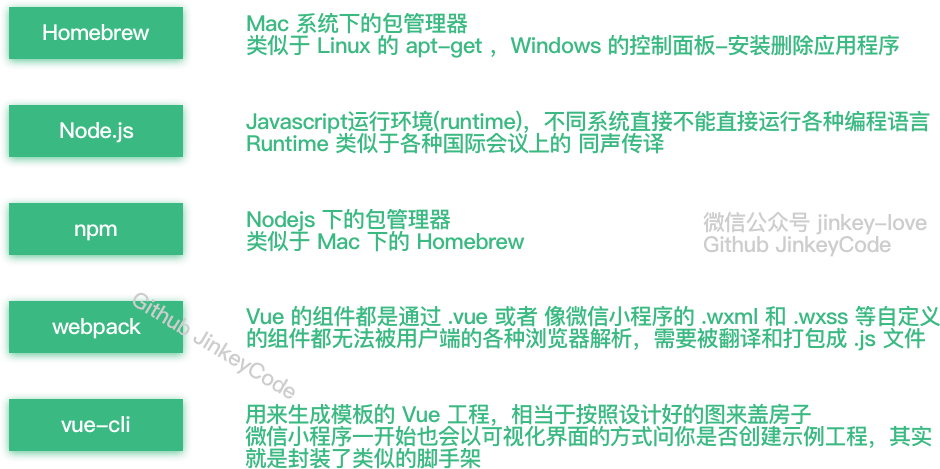 Homebrew
Mac 系统下的包管理器
类似于 Linux 的 apt-get ，Windows 的控制面板-安装删除应用程序
Node.js
Javascript运行环境(runtime)，不同系统直接不能直接运行各种编程语言
Runtime 类似于各种国际会议上的 同声传译
npm
Nodejs 下的包管理器
类似于 Mac 下的 Homebrew
微信公众号 jinkey-love
Github JinkeyCode
webpack
Vue 的组件都是通过 .vue 或者 像微信小程序的 .wxml 和 .wxss 等自定义
的组件都无法被用户端的各种浏览器解析，需要被翻译和打包成 .js 文件
Github JinkeyCode
vue-cli
用来生成模板的 Vue 工程，相当于按照设计好的图来盖房子
微信小程序一开始也会以可视化界面的方式问你是否创建示例工程，其实
就是封装了类似的脚手架